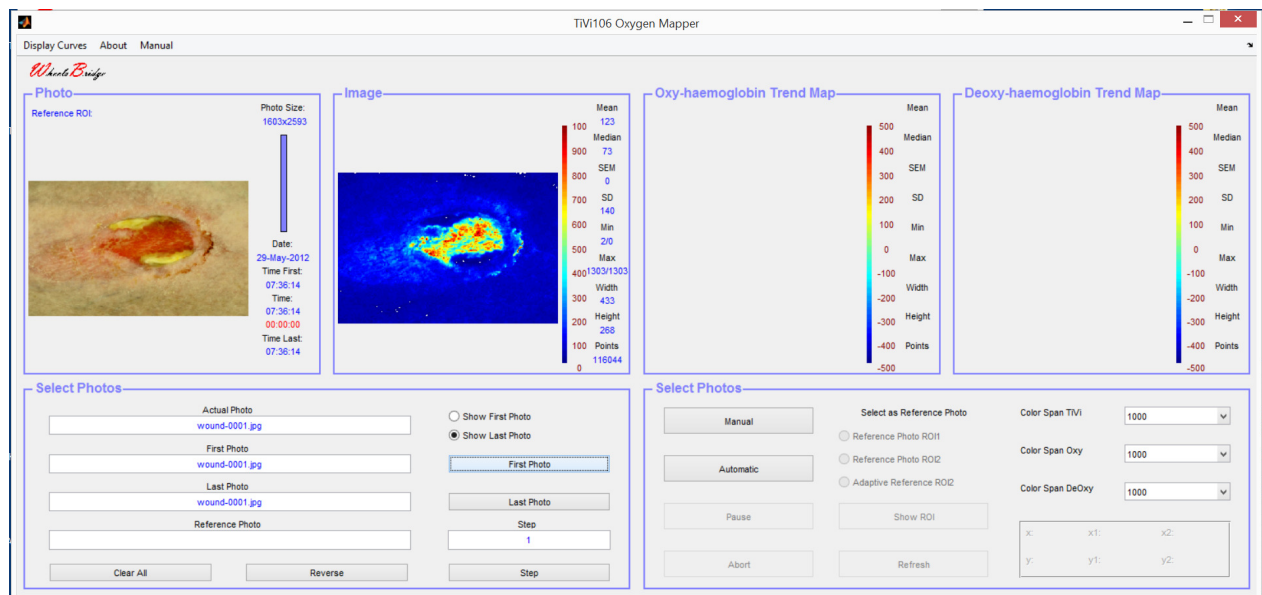 TiVi106 Oxygen Mapper
Display Curves About Manual
WheelsBridge
Photo
Reference ROI:
Photo Size:
1603x2593
Date:
29-May-2012
Time First:
07:36:14
Time:
07:36:14
00:00:00
Time Last:
07:36:14
Image
100
900
800
700
600
500
400
300
200
100
0
Mean
123
Median
73
SEM
0
SD
140
Min
2/0
Max
1303/1303
Width
433
Height
268
Points
116044
Oxy-haemoglobin Trend Map
500
400
300
200
100
0
-100
-200
-300
-400
-500
Mean
Median
SEM
SD
Min
Max
Width
Height
Points
Deoxy-haemoglobin Trend Map
500
400
300
200
100
0
-100
-200
-300
-400
-500
Mean
Median
SEM
SD
Min
Max
Width
Height
Points
Select Photos
Actual Photo
wound-0001.jpg
First Photo
wound-0001.jpg
Last Photo
wound-0001.jpg
Reference Photo
Clear All
Reverse
Show First Photo
Show Last Photo
First Photo
Last Photo
Step
1
Step
Select Photos
Manual
Automatic
Pause
Abort
Select as Reference Photo
Reference Photo ROI1
Reference Photo ROI2
Adaptive Reference ROI2
Show ROI
Refresh
Color Span TiVi
1000
Color Span Oxy
1000
Color Span DeOxy
1000
x: x1: x2:
y: y1: y2: